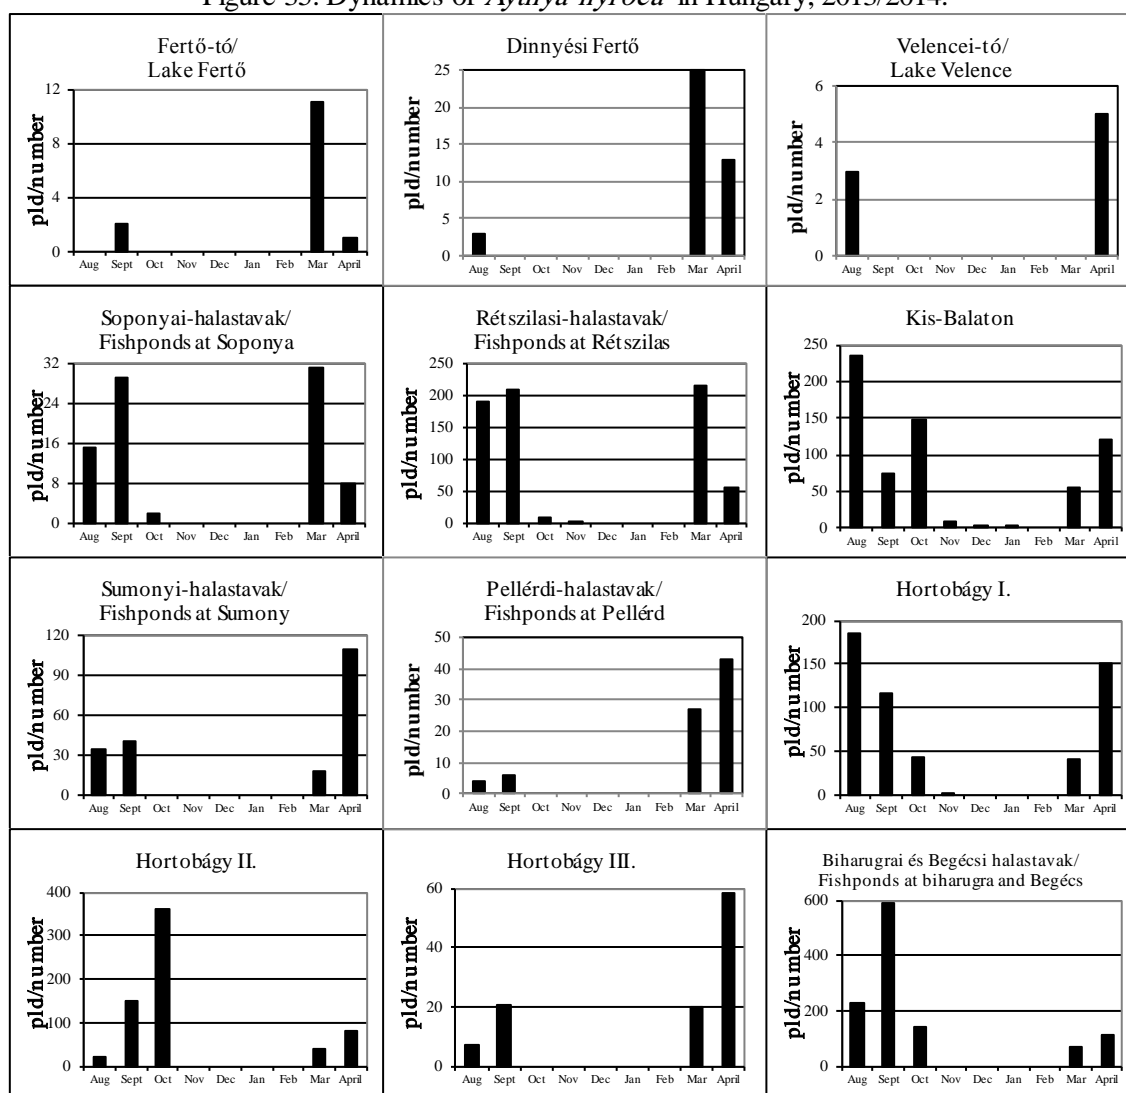 Figure 35. Dynamics of Aythya nyroca in Hungary, 2013/2014.
Fertő-tó/
Lake Fertő
pld/number
12
8
4
0
Aug Sept Oct Nov Dec Jan Feb Mar April
Dinnyési Fertő
pld/number
25
20
15
10
5
0
Aug Sept Oct Nov Dec Jan Feb Mar April
Velencei-tó/
Lake Velence
pld/number
6
4
2
0
Aug Sept Oct Nov Dec Jan Feb Mar April
Soponyai-halastavak/
Fishponds at Soponya
pld/number
32
24
16
8
0
Aug Sept Oct Nov Dec Jan Feb Mar April
Rétszilasi-halastavak/
Fishponds at Rétszilas
pld/number
250
200
150
100
50
0
Aug Sept Oct Nov Dec Jan Feb Mar April
Kis-Balaton
pld/number
250
200
150
100
50
0
Aug Sept Oct Nov Dec Jan Feb Mar April
Sumonyi-halastavak/
Fishponds at Sumony
pld/number
120
90
60
30
0
Aug Sept Oct Nov Dec Jan Feb Mar April
Pellérdi-halastavak/
Fishponds at Pellérd
pld/number
50
40
30
20
10
0
Aug Sept Oct Nov Dec Jan Feb Mar April
Hortobágy I.
pld/number
200
150
100
50
0
Aug Sept Oct Nov Dec Jan Feb Mar April
Hortobágy II.
pld/number
400
300
200
100
0
Aug Sept Oct Nov Dec Jan Feb Mar April
Hortobágy III.
pld/number
60
40
20
0
Aug Sept Oct Nov Dec Jan Feb Mar April
Biharugrai és Begécsi halastavak/
Fishponds at biharugra and Begécs
pld/number
600
400
200
0
Aug Sept Oct Nov Dec Jan Feb Mar April